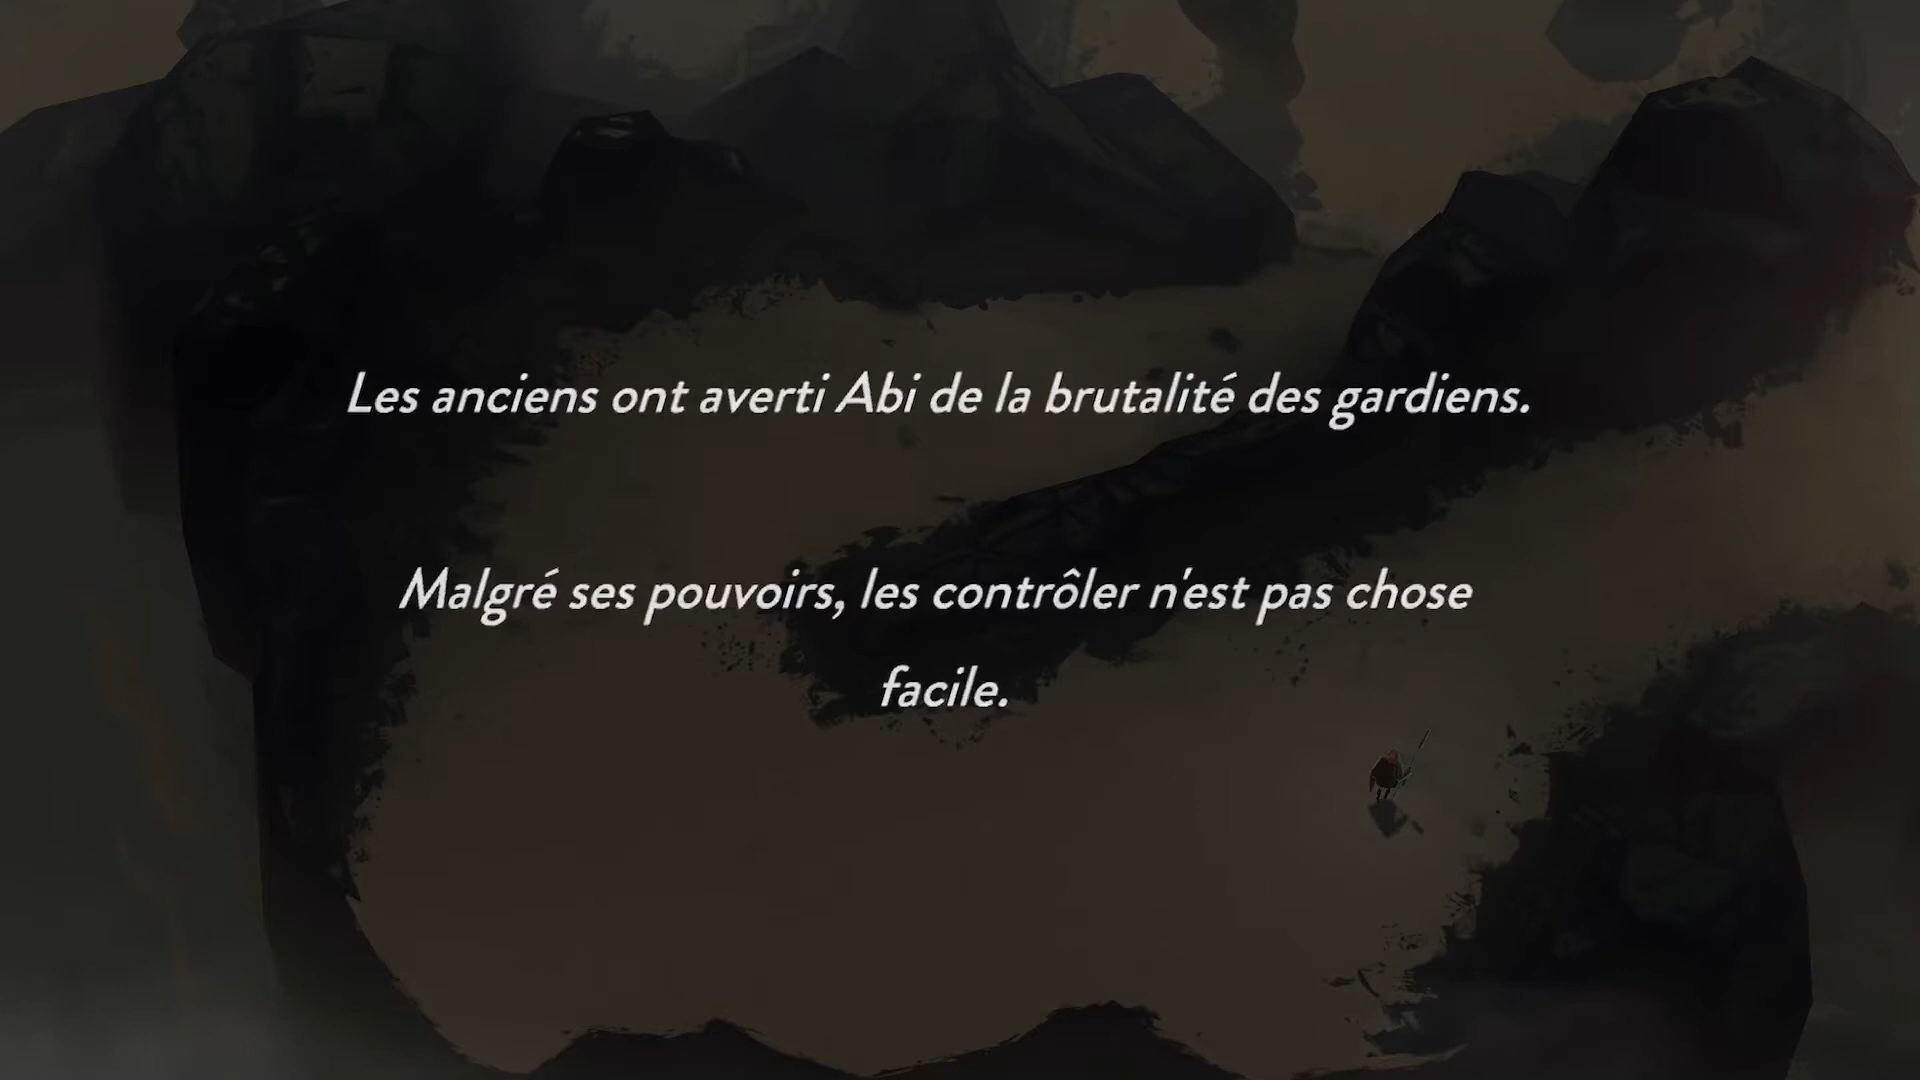 Les anciens ont averti Abi de la brutalité des gardiens.
Malgré ses pouvoirs, les contrôler n'est pas chose
facile.